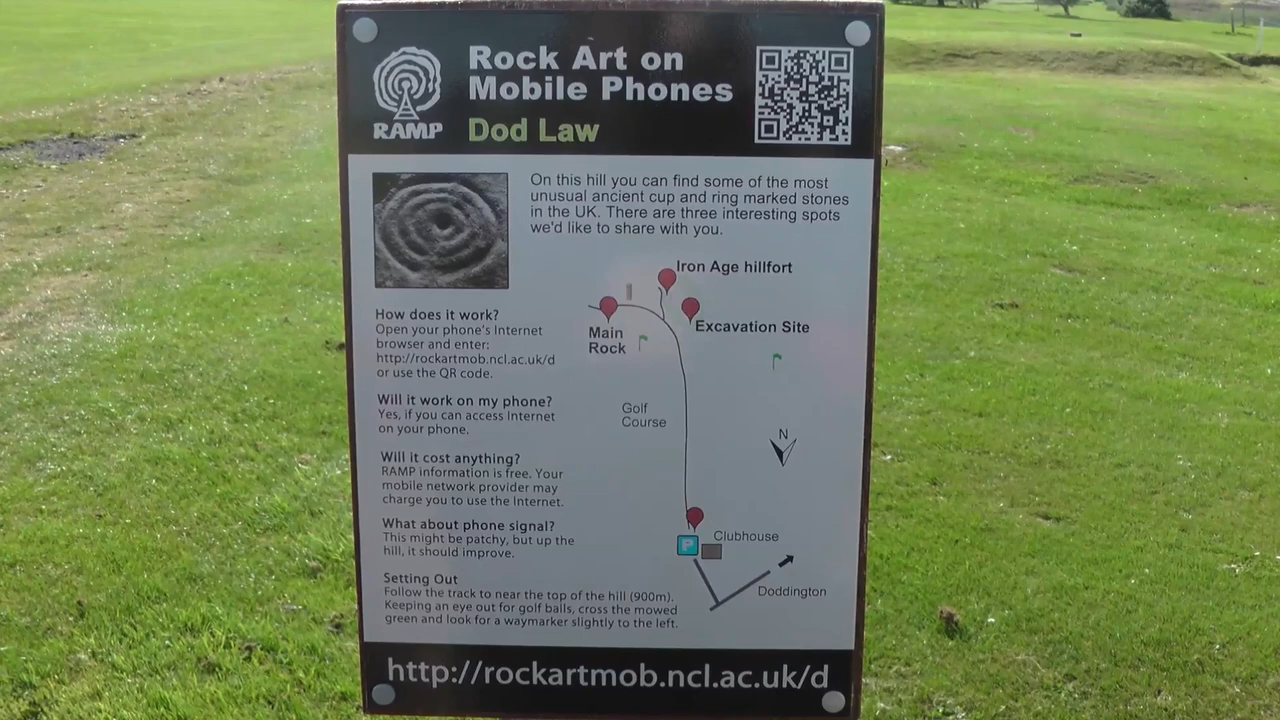 Rock Art on
Mobile Phones
RAMP
Dod Law
On this hill you can find some of the most
unusual ancient cup and ring marked stones
in the UK. There are three interesting spots
we'd like to share with you.
Iron Age hillfort
Main
Rock
Excavation Site
Golf
Course
N
P
Clubhouse
Doddington
How does it work?
Open your phone's Internet
browser and enter:
http://rockartmob.ncl.ac.uk/d
or use the QR code.
Will it work on my phone?
Yes, if you can access Internet
on your phone.
Will it cost anything?
RAMP information is free. Your
mobile network provider may
charge you to use the Internet.
What about phone signal?
This might be patchy, but up the
hill, it should improve.
Setting Out
Follow the track to near the top of the hill (900m).
Keeping an eye out for golf balls, cross the mowed
green and look for a waymarker slightly to the left.
http://rockartmob.ncl.ac.uk/d